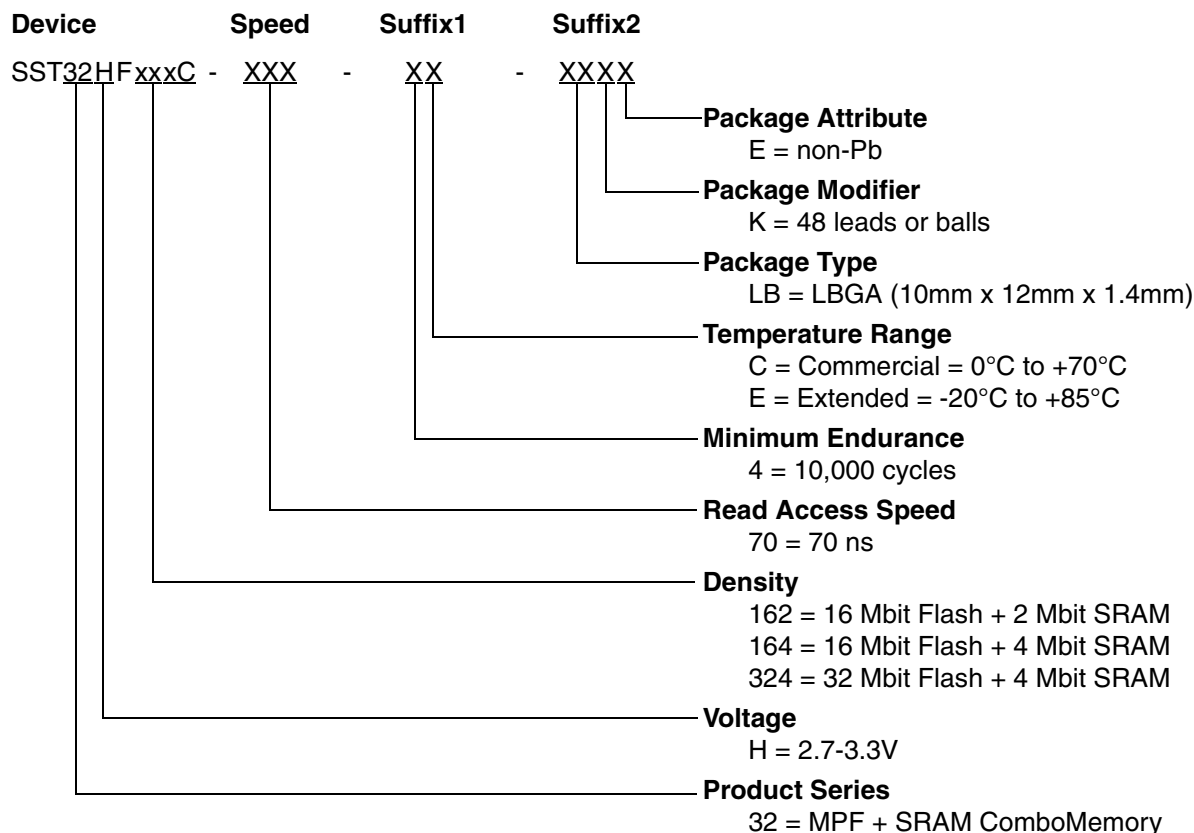 Device Speed Suffix1 Suffix2
SST32HFxxxC - XXX - XX - XXXX
Package Attribute
E = non-Pb
Package Modifier
K = 48 leads or balls
Package Type
LB = LBGA (10mm x 12mm x 1.4mm)
Temperature Range
C = Commercial = 0°C to +70°C
E = Extended = -20°C to +85°C
Minimum Endurance
4 = 10,000 cycles
Read Access Speed
70 = 70 ns
Density
162 = 16 Mbit Flash + 2 Mbit SRAM
164 = 16 Mbit Flash + 4 Mbit SRAM
324 = 32 Mbit Flash + 4 Mbit SRAM
Voltage
H = 2.7-3.3V
Product Series
32 = MPF + SRAM ComboMemory